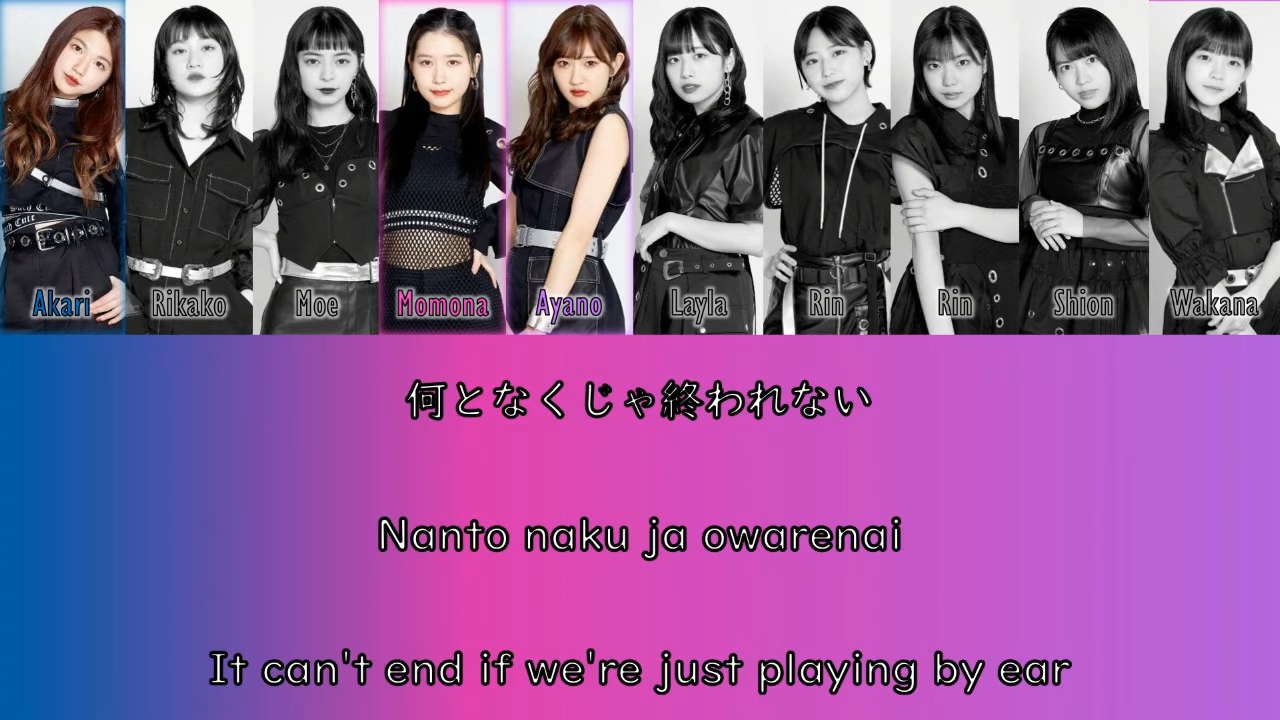 Akari Rikako Moe Momona Ayano Layla Rin Rin Shion Wakana
何となくじゃ終われない
Nanto naku ja owarenai
It can't end if we're just playing by ear